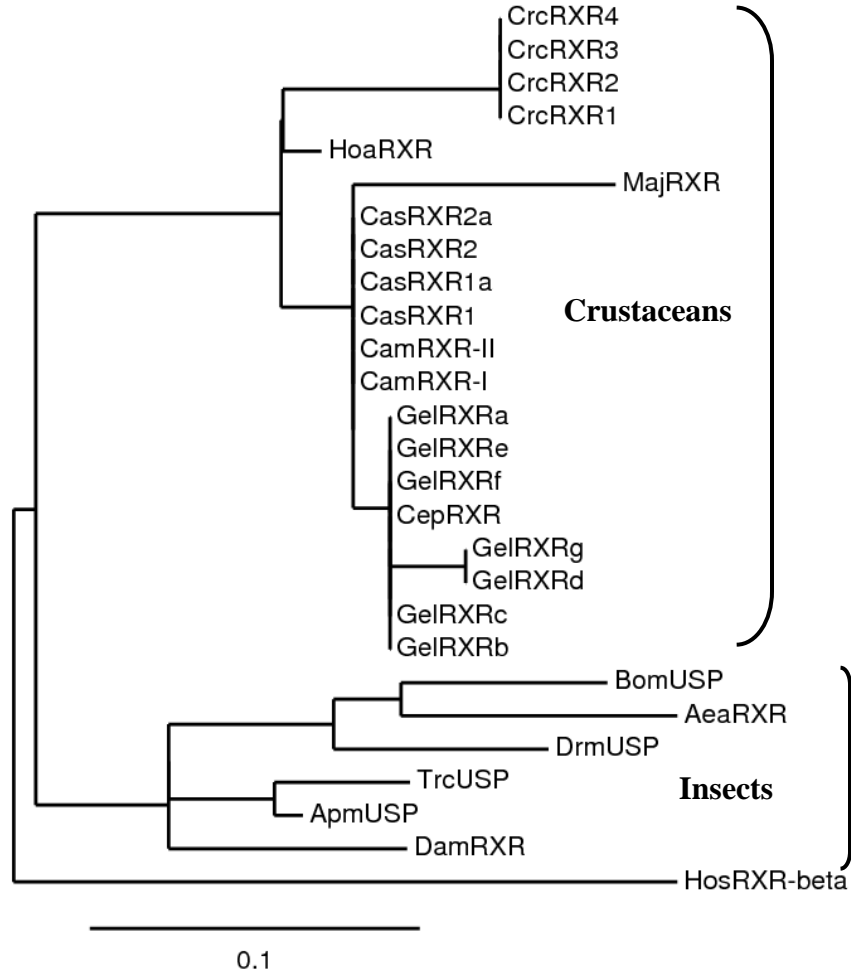 CrcRXR4
CrcRXR3
CrcRXR2
CrcRXR1
HoaRXR
MajRXR
CasRXR2a
CasRXR2
CasRXR1a
CasRXR1
CamRXR-II
CamRXR-I
Crustaceans
GelRXRa
GelRXRe
GelRXRf
CepRXR
GelRXRg
GelRXRd
GelRXRc
GelRXRb
BomUSP
AeaRXR
DrmUSP
TrcUSP
ApmUSP
DamRXR
Insects
HosRXR-beta
0.1